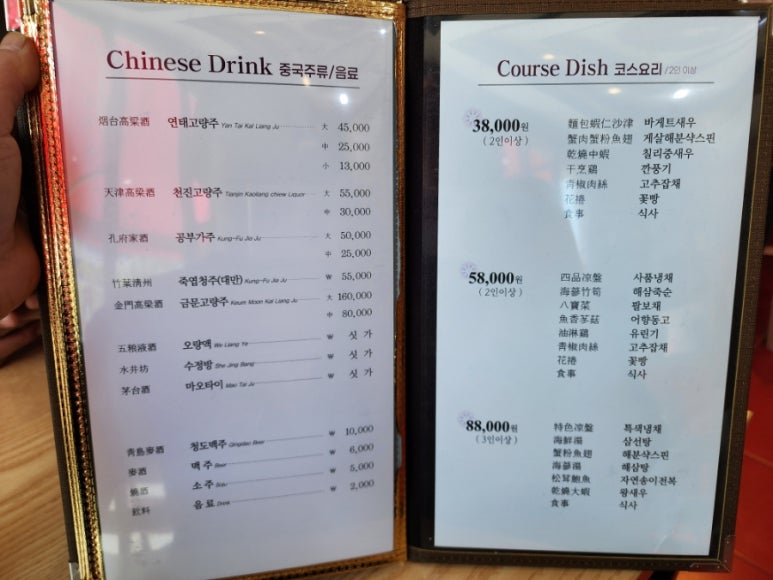 Chinese Drink 중국주류/음료
烟台高粱酒 연태고량주 Yan Tai Kal Liang Ju 大 45,000
中 25,000
小 13,000
天津高粱酒 천진고량주 Tianjin Kaoliang chiew Liquor 大 55,000
中 30,000
孔府家酒 공부가주 Kung-Fu Jia Ju 大 50,000
中 25,000
竹葉清州 죽엽청주(대만) Kung-Fu Jia Ju ₩ 55,000
金門高梁酒 금문고량주 Keum Moon Kal Liang Ju 大 160,000
中 80,000
五粮液酒 오량액 Wu Liang Ye ₩ 싯가
水井坊 수정방 She Jing Bang ₩ 싯가
茅台酒 마오타이 Mao Tai Ju ₩ 싯가
青島麥酒 청도맥주 Qingdao Beer ₩ 10,000
麥酒 맥주 Beer ₩ 6,000
燒酒 소주 Soju ₩ 5,000
飮料 음료 Drink ₩ 2,000
Course Dish 코스요리 /2인 이상
38,000원 麵包蝦仁沙津 바게트새우
(2인이상) 蟹肉蟹粉魚翅 게살해분샥스핀
乾燒中蝦 칠리중새우
干烹鷄 깐풍기
青椒肉絲 고추잡채
花捲 꽃빵
食事 식사
58,000원 四品凉盤 사품냉채
(2인이상) 海蔘竹筍 해삼죽순
八寶菜 팔보채
魚香苳菇 어향동고
油淋鷄 유린기
青椒肉絲 고추잡채
花捲 꽃빵
食事 식사
88,000원 特色凉盤 특색냉채
(3인이상) 海鮮湯 삼선탕
蟹粉魚翅 해분샥스핀
海蔘湯 해삼탕
松茸鮑魚 자연송이전복
乾燒大蝦 왕새우
食事 식사